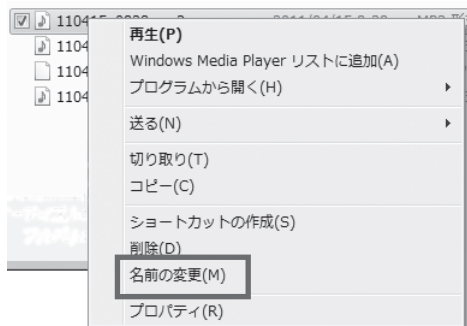 110415
再生(P)
Windows Media Player リストに追加(A)
1104
プログラムから開く(H)
1104
1104
送る(N)
切り取り(T)
コピー(C)
ショートカットの作成(S)
削除(D)
名前の変更(M)
プロパティ(R)